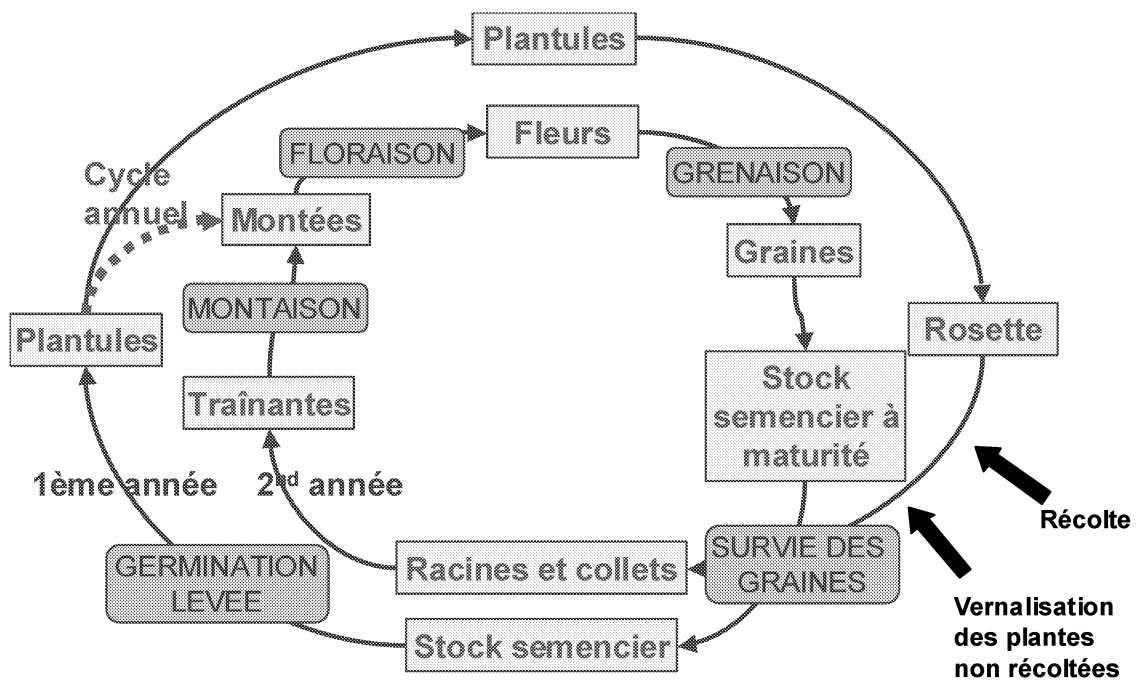 Plantules
Fleurs
FLORAISON
GRENAISON
Cycle
annuel
Montées
Graines
MONTAISON
Plantules
Rosette
Traînantes
Stock
semencier à
maturité
1ème année
2nd année
Récolte
GERMINATION
LEVEE
Racines et collets
SURVIE DES
GRAINES
Stock semencier
Vernalisation
des plantes
non récoltées